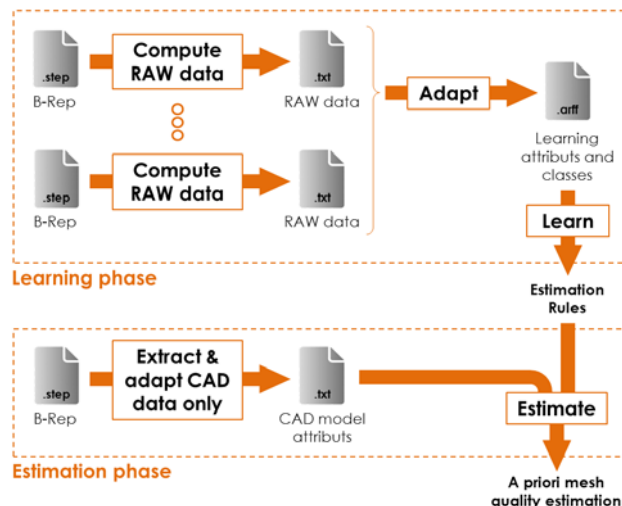 .step
B-Rep
Compute
RAW data
.txt
RAW data
Adapt
.arff
Learning
attributs and
classes
.step
B-Rep
Compute
RAW data
.txt
RAW data
Learn
Learning phase
Estimation
Rules
.step
B-Rep
Extract &
adapt CAD
data only
.txt
CAD model
attributs
Estimate
Estimation phase
A priori mesh
quality estimation